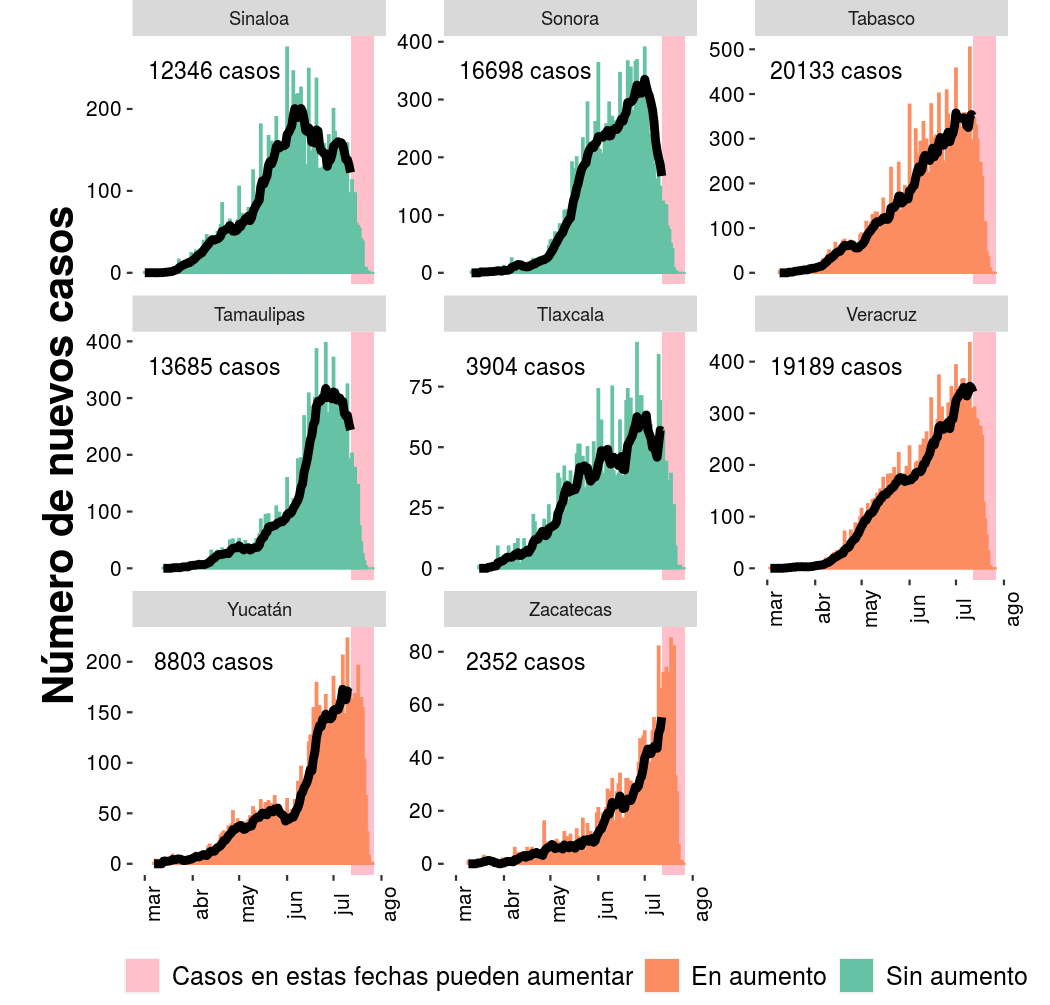 Sinaloa
Sonora
Tabasco
12346 casos
16698 casos
20133 casos
200
100
0
400
300
200
100
0
500
400
300
200
100
0
Número de nuevos casos
Tamaulipas
Tlaxcala
Veracruz
13685 casos
3904 casos
19189 casos
400
300
200
100
0
75
50
25
0
400
300
200
100
0
mar abr may jun jul ago
Yucatán
Zacatecas
8803 casos
2352 casos
200
150
100
50
0
80
60
40
20
0
mar abr may jun jul ago
mar abr may jun jul ago
Casos en estas fechas pueden aumentar En aumento Sin aumento